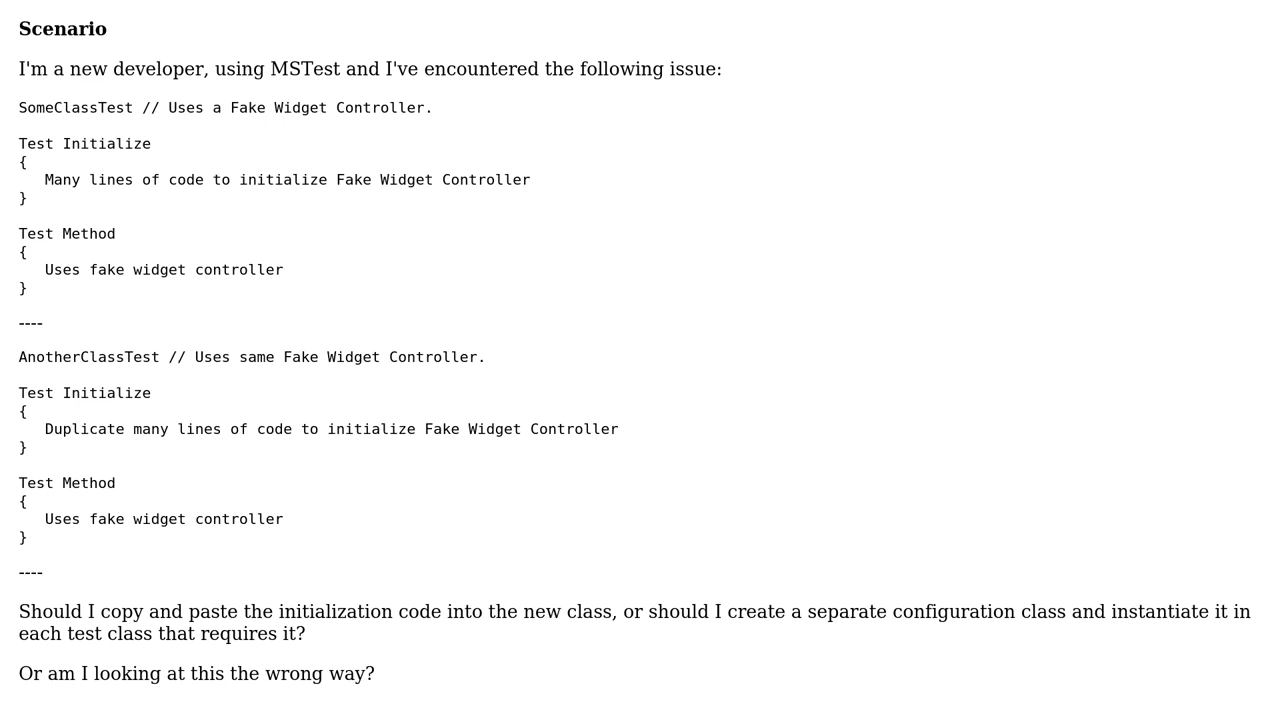 Scenario
I'm a new developer, using MSTest and I've encountered the following issue:
SomeClassTest // Uses a Fake Widget Controller.
Test Initialize
{
   Many lines of code to initialize Fake Widget Controller
}
Test Method
{
   Uses fake widget controller
}
----
AnotherClassTest // Uses same Fake Widget Controller.
Test Initialize
{
   Duplicate many lines of code to initialize Fake Widget Controller
}
Test Method
{
   Uses fake widget controller
}
----
Should I copy and paste the initialization code into the new class, or should I create a separate configuration class and instantiate it in
each test class that requires it?
Or am I looking at this the wrong way?